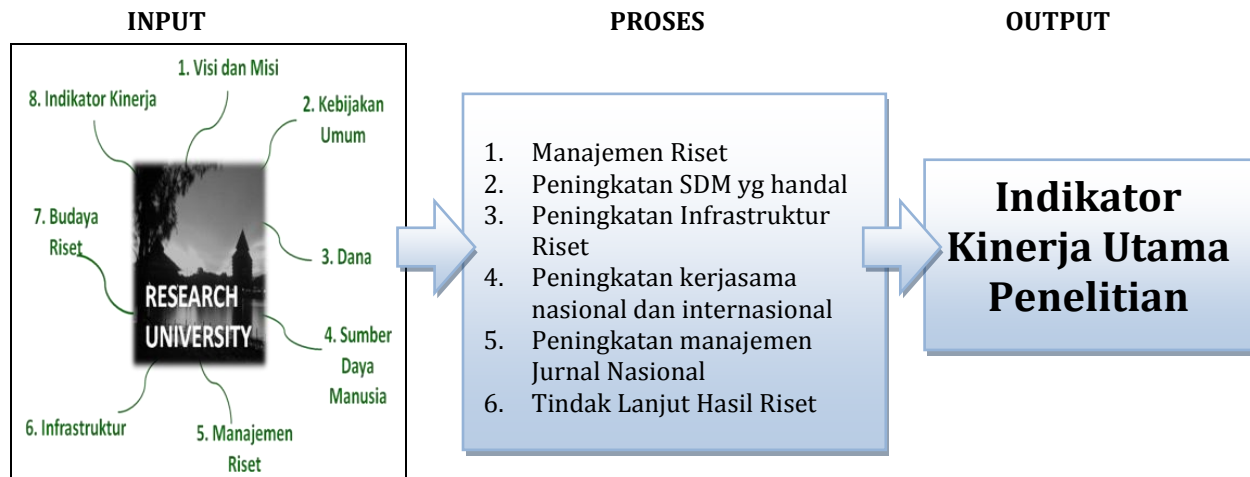 INPUT
PROSES
OUTPUT
1. Visi dan Misi
2. Kebijakan
Umum
3. Dana
4. Sumber
Daya
Manusia
5. Manajemen
Riset
6. Infrastruktur
7. Budaya
Riset
8. Indikator Kinerja
RESEARCH
UNIVERSITY
1. Manajemen Riset
2. Peningkatan SDM yg handal
3. Peningkatan Infrastruktur
Riset
4. Peningkatan kerjasama
nasional dan internasional
5. Peningkatan manajemen
Jurnal Nasional
6. Tindak Lanjut Hasil Riset
Indikator
Kinerja Utama
Penelitian